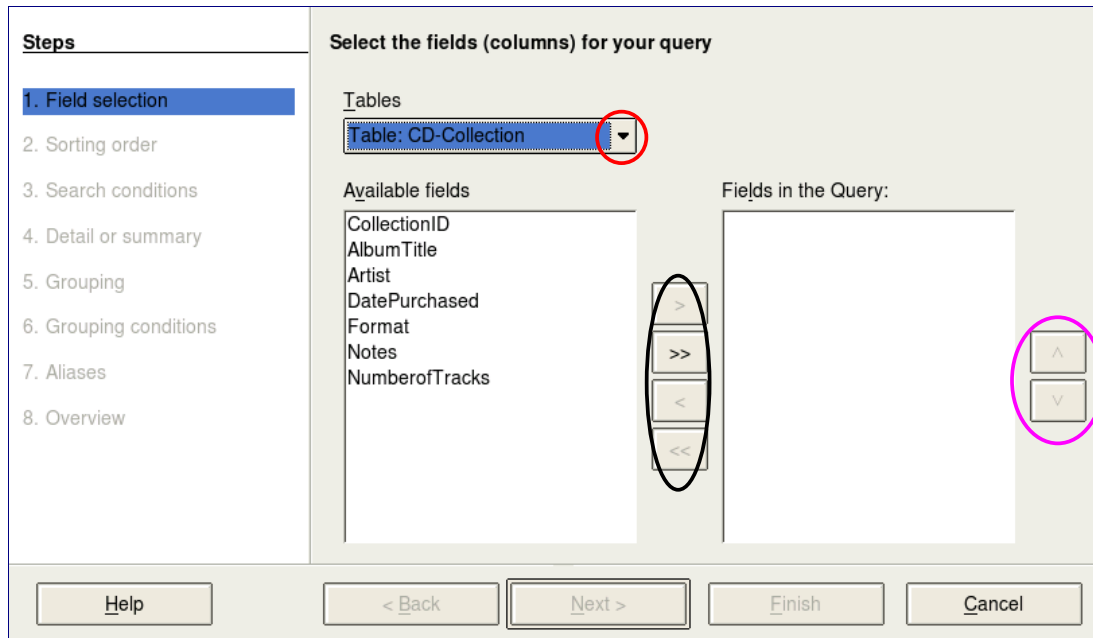 Steps
1. Field selection
2. Sorting order
3. Search conditions
4. Detail or summary
5. Grouping
6. Grouping conditions
7. Aliases
8. Overview
Select the fields (columns) for your query
Tables
Table: CD-Collection
Available fields
CollectionID
AlbumTitle
Artist
DatePurchased
Format
Notes
NumberofTracks
>
>>
<
<<
Fields in the Query:
^
v
Help
< Back
Next >
Finish
Cancel